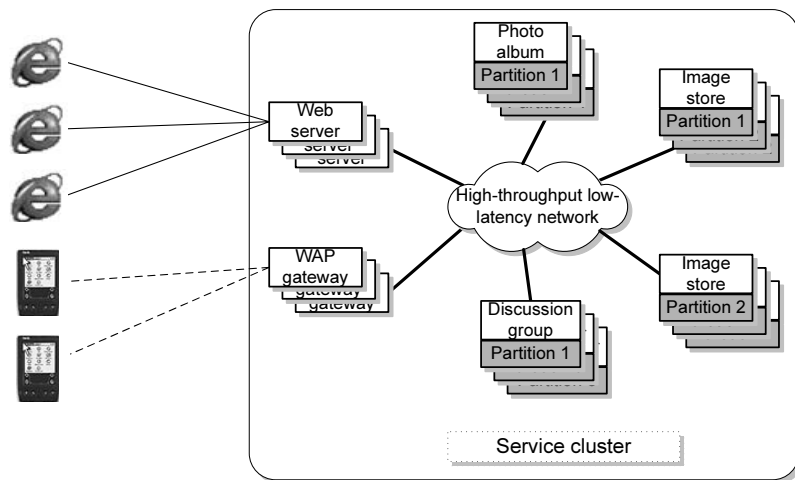 Photo
album
Partition 1
Image
store
Partition 1
Web
server
server
server
High-throughput low-
latency network
WAP
gateway
gateway
gateway
Image
store
Partition 2
Discussion
group
Partition 1
Service cluster